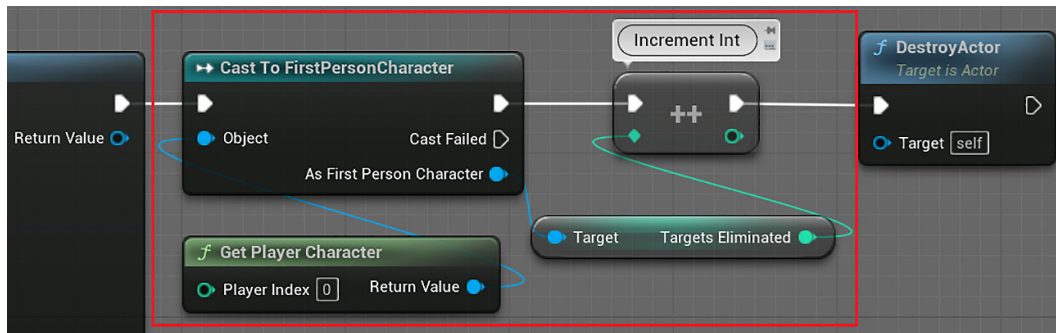 Increment Int
DestroyActor
Target is Actor
Cast To FirstPersonCharacter
++
Return Value
Object
Cast Failed
Target self
As First Person Character
Target Targets Eliminated
Get Player Character
Player Index 0 Return Value